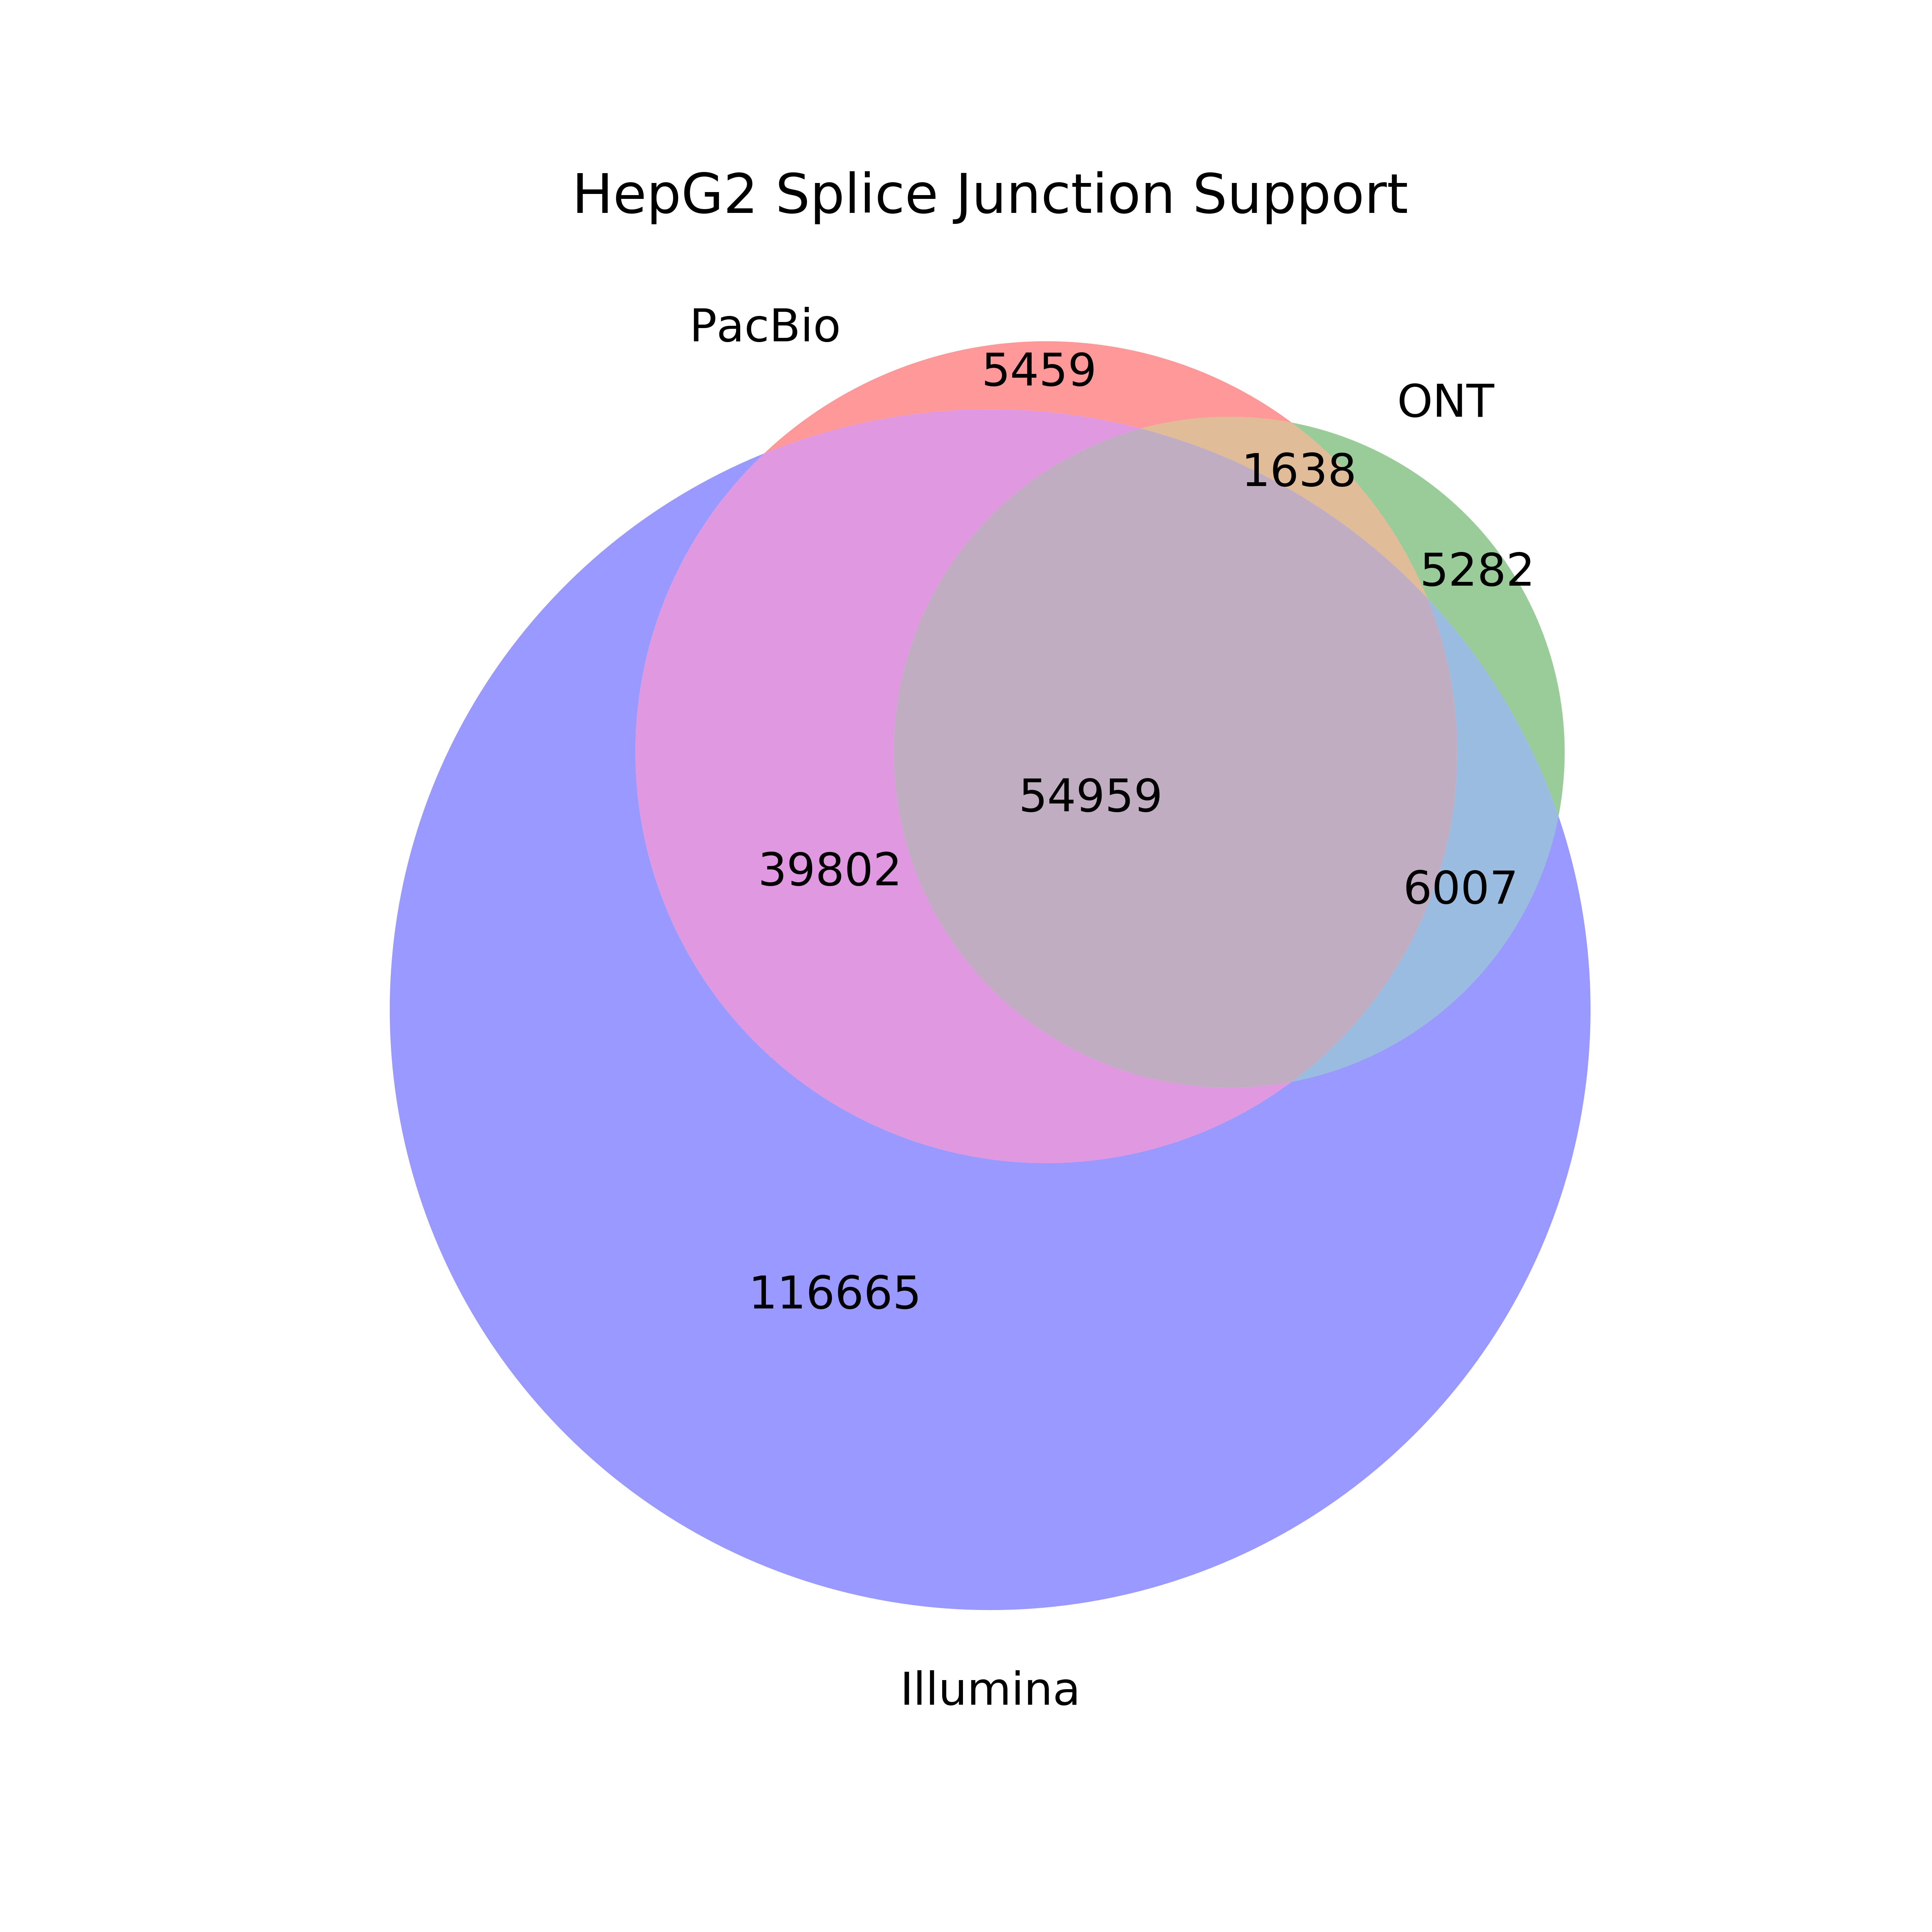 HepG2 Splice Junction Support
PacBio
5459
ONT
1638
5282
54959
39802
6007
116665
Illumina